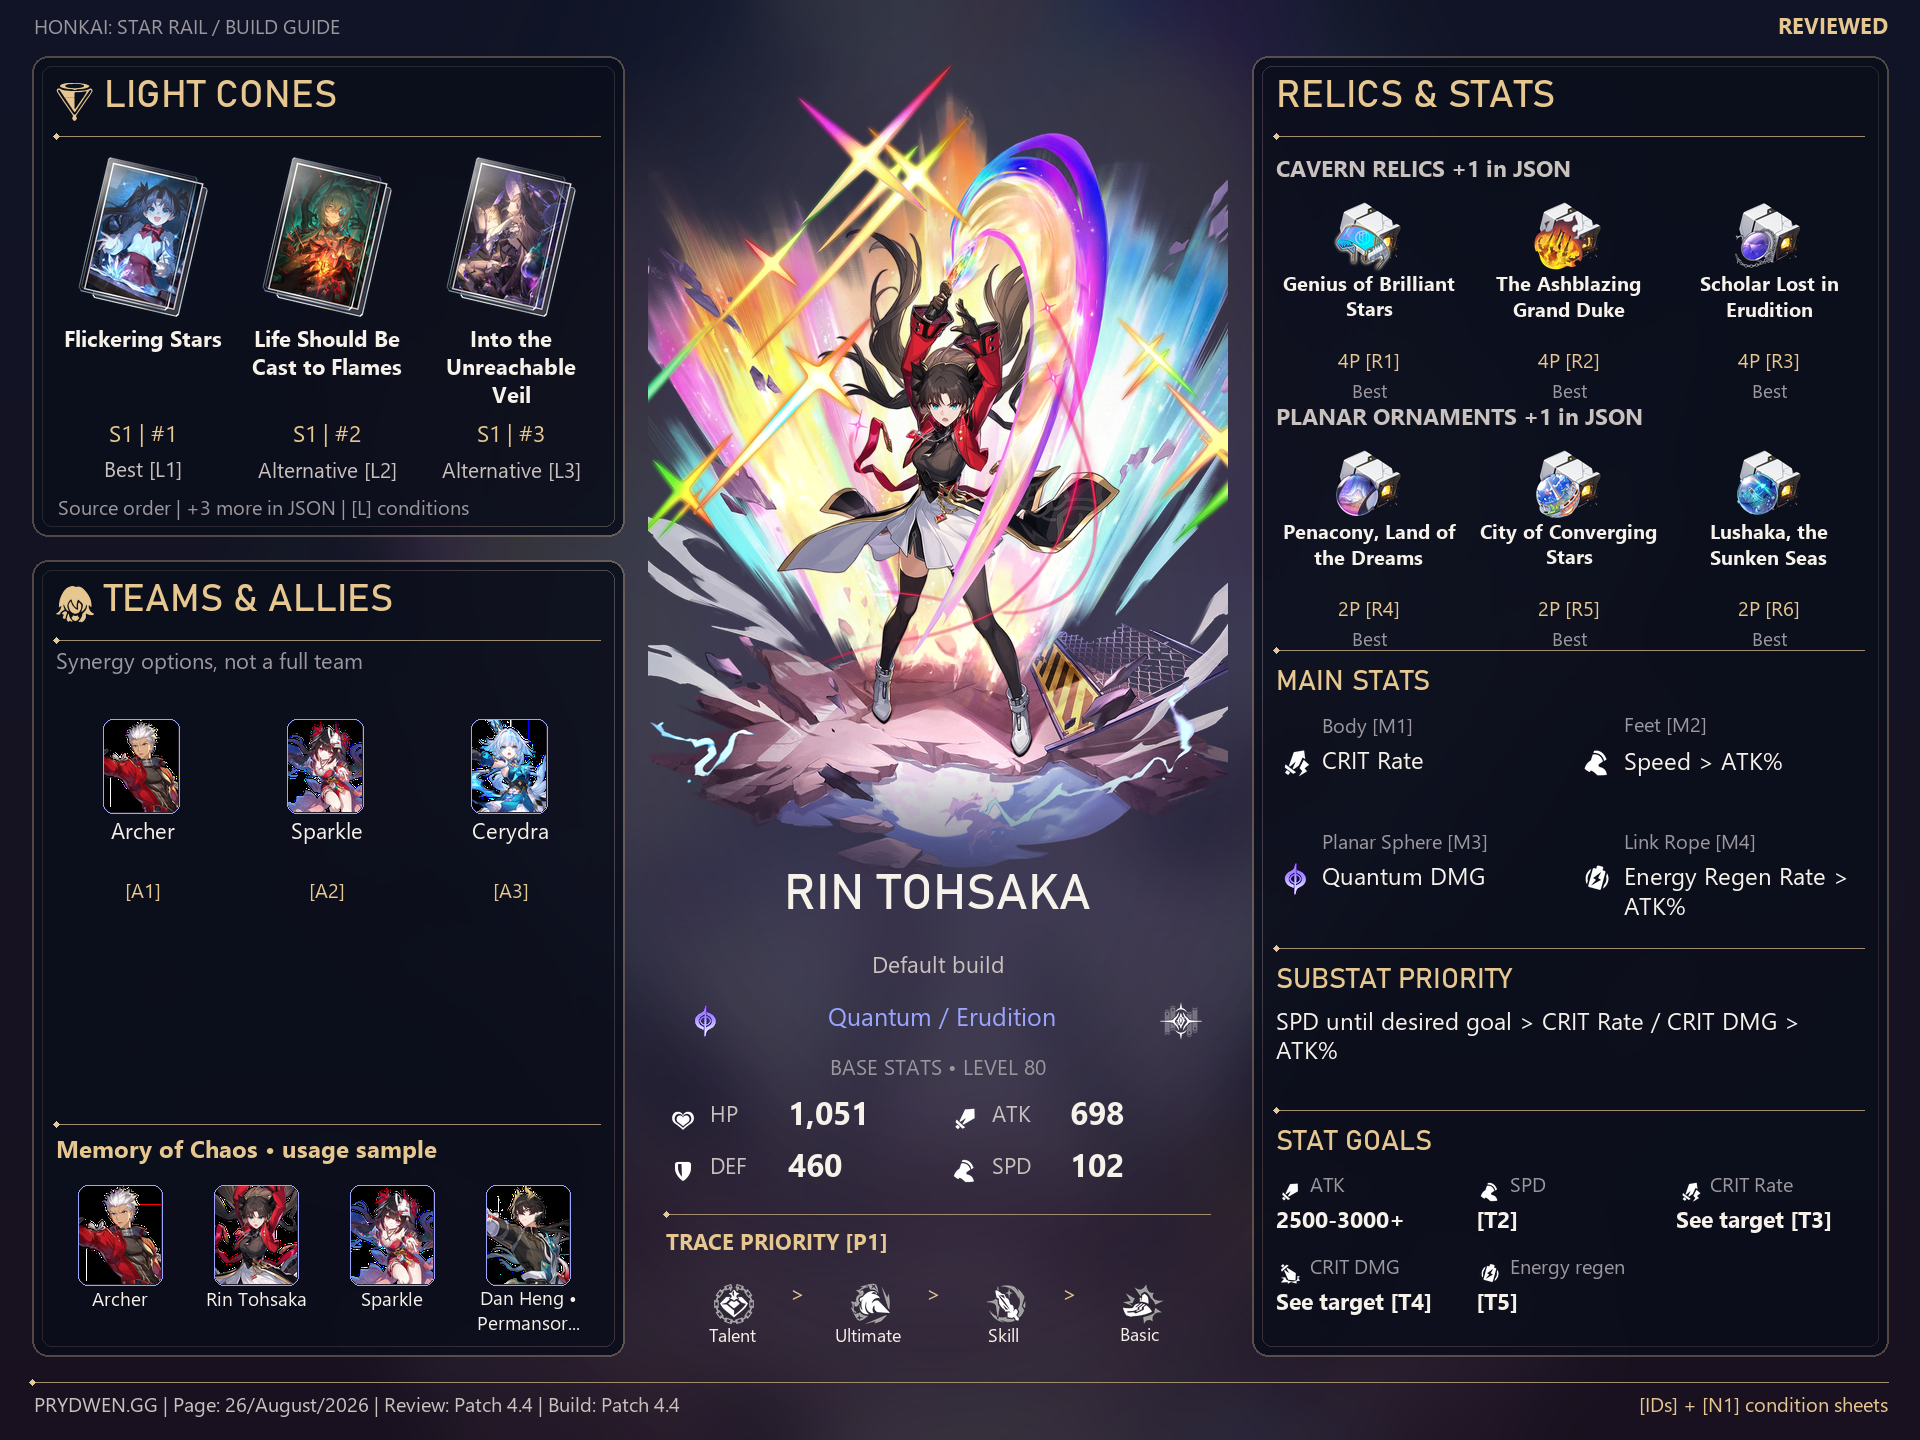 HONKAI: STAR RAIL / BUILD GUIDE
REVIEWED
LIGHT CONES
Flickering Stars
S1 | #1
Best [L1]
Life Should Be
Cast to Flames
S1 | #2
Alternative [L2]
Into the
Unreachable
Veil
S1 | #3
Alternative [L3]
Source order | +3 more in JSON | [L] conditions
TEAMS & ALLIES
Synergy options, not a full team
Archer
[A1]
Sparkle
[A2]
Cerydra
[A3]
Memory of Chaos • usage sample
Archer
Rin Tohsaka
Sparkle
Dan Heng •
Permansor...
RIN TOHSAKA
Default build
Quantum / Erudition
BASE STATS • LEVEL 80
HP 1,051
ATK 698
DEF 460
SPD 102
TRACE PRIORITY [P1]
Talent > Ultimate > Skill > Basic
RELICS & STATS
CAVERN RELICS +1 in JSON
Genius of Brilliant
Stars
4P [R1]
Best
The Ashblazing
Grand Duke
4P [R2]
Best
Scholar Lost in
Erudition
4P [R3]
Best
PLANAR ORNAMENTS +1 in JSON
Penacony, Land of
the Dreams
2P [R4]
Best
City of Converging
Stars
2P [R5]
Best
Lushaka, the
Sunken Seas
2P [R6]
Best
MAIN STATS
Body [M1]
CRIT Rate
Feet [M2]
Speed > ATK%
Planar Sphere [M3]
Quantum DMG
Link Rope [M4]
Energy Regen Rate >
ATK%
SUBSTAT PRIORITY
SPD until desired goal > CRIT Rate / CRIT DMG >
ATK%
STAT GOALS
ATK
2500-3000+
SPD
[T2]
CRIT Rate
See target [T3]
CRIT DMG
See target [T4]
Energy regen
[T5]
PRYDWEN.GG | Page: 26/August/2026 | Review: Patch 4.4 | Build: Patch 4.4
[IDs] + [N1] condition sheets